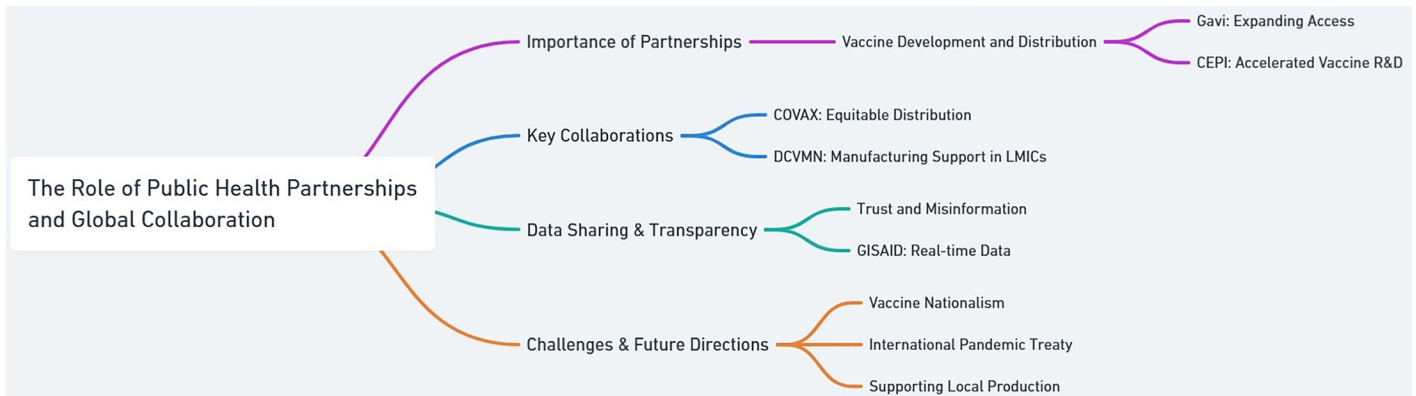 The Role of Public Health Partnerships
and Global Collaboration
Importance of Partnerships
Vaccine Development and Distribution
Gavi: Expanding Access
CEPI: Accelerated Vaccine R&D
Key Collaborations
COVAX: Equitable Distribution
DCVMN: Manufacturing Support in LMICs
Data Sharing & Transparency
Trust and Misinformation
GISAID: Real-time Data
Challenges & Future Directions
Vaccine Nationalism
International Pandemic Treaty
Supporting Local Production